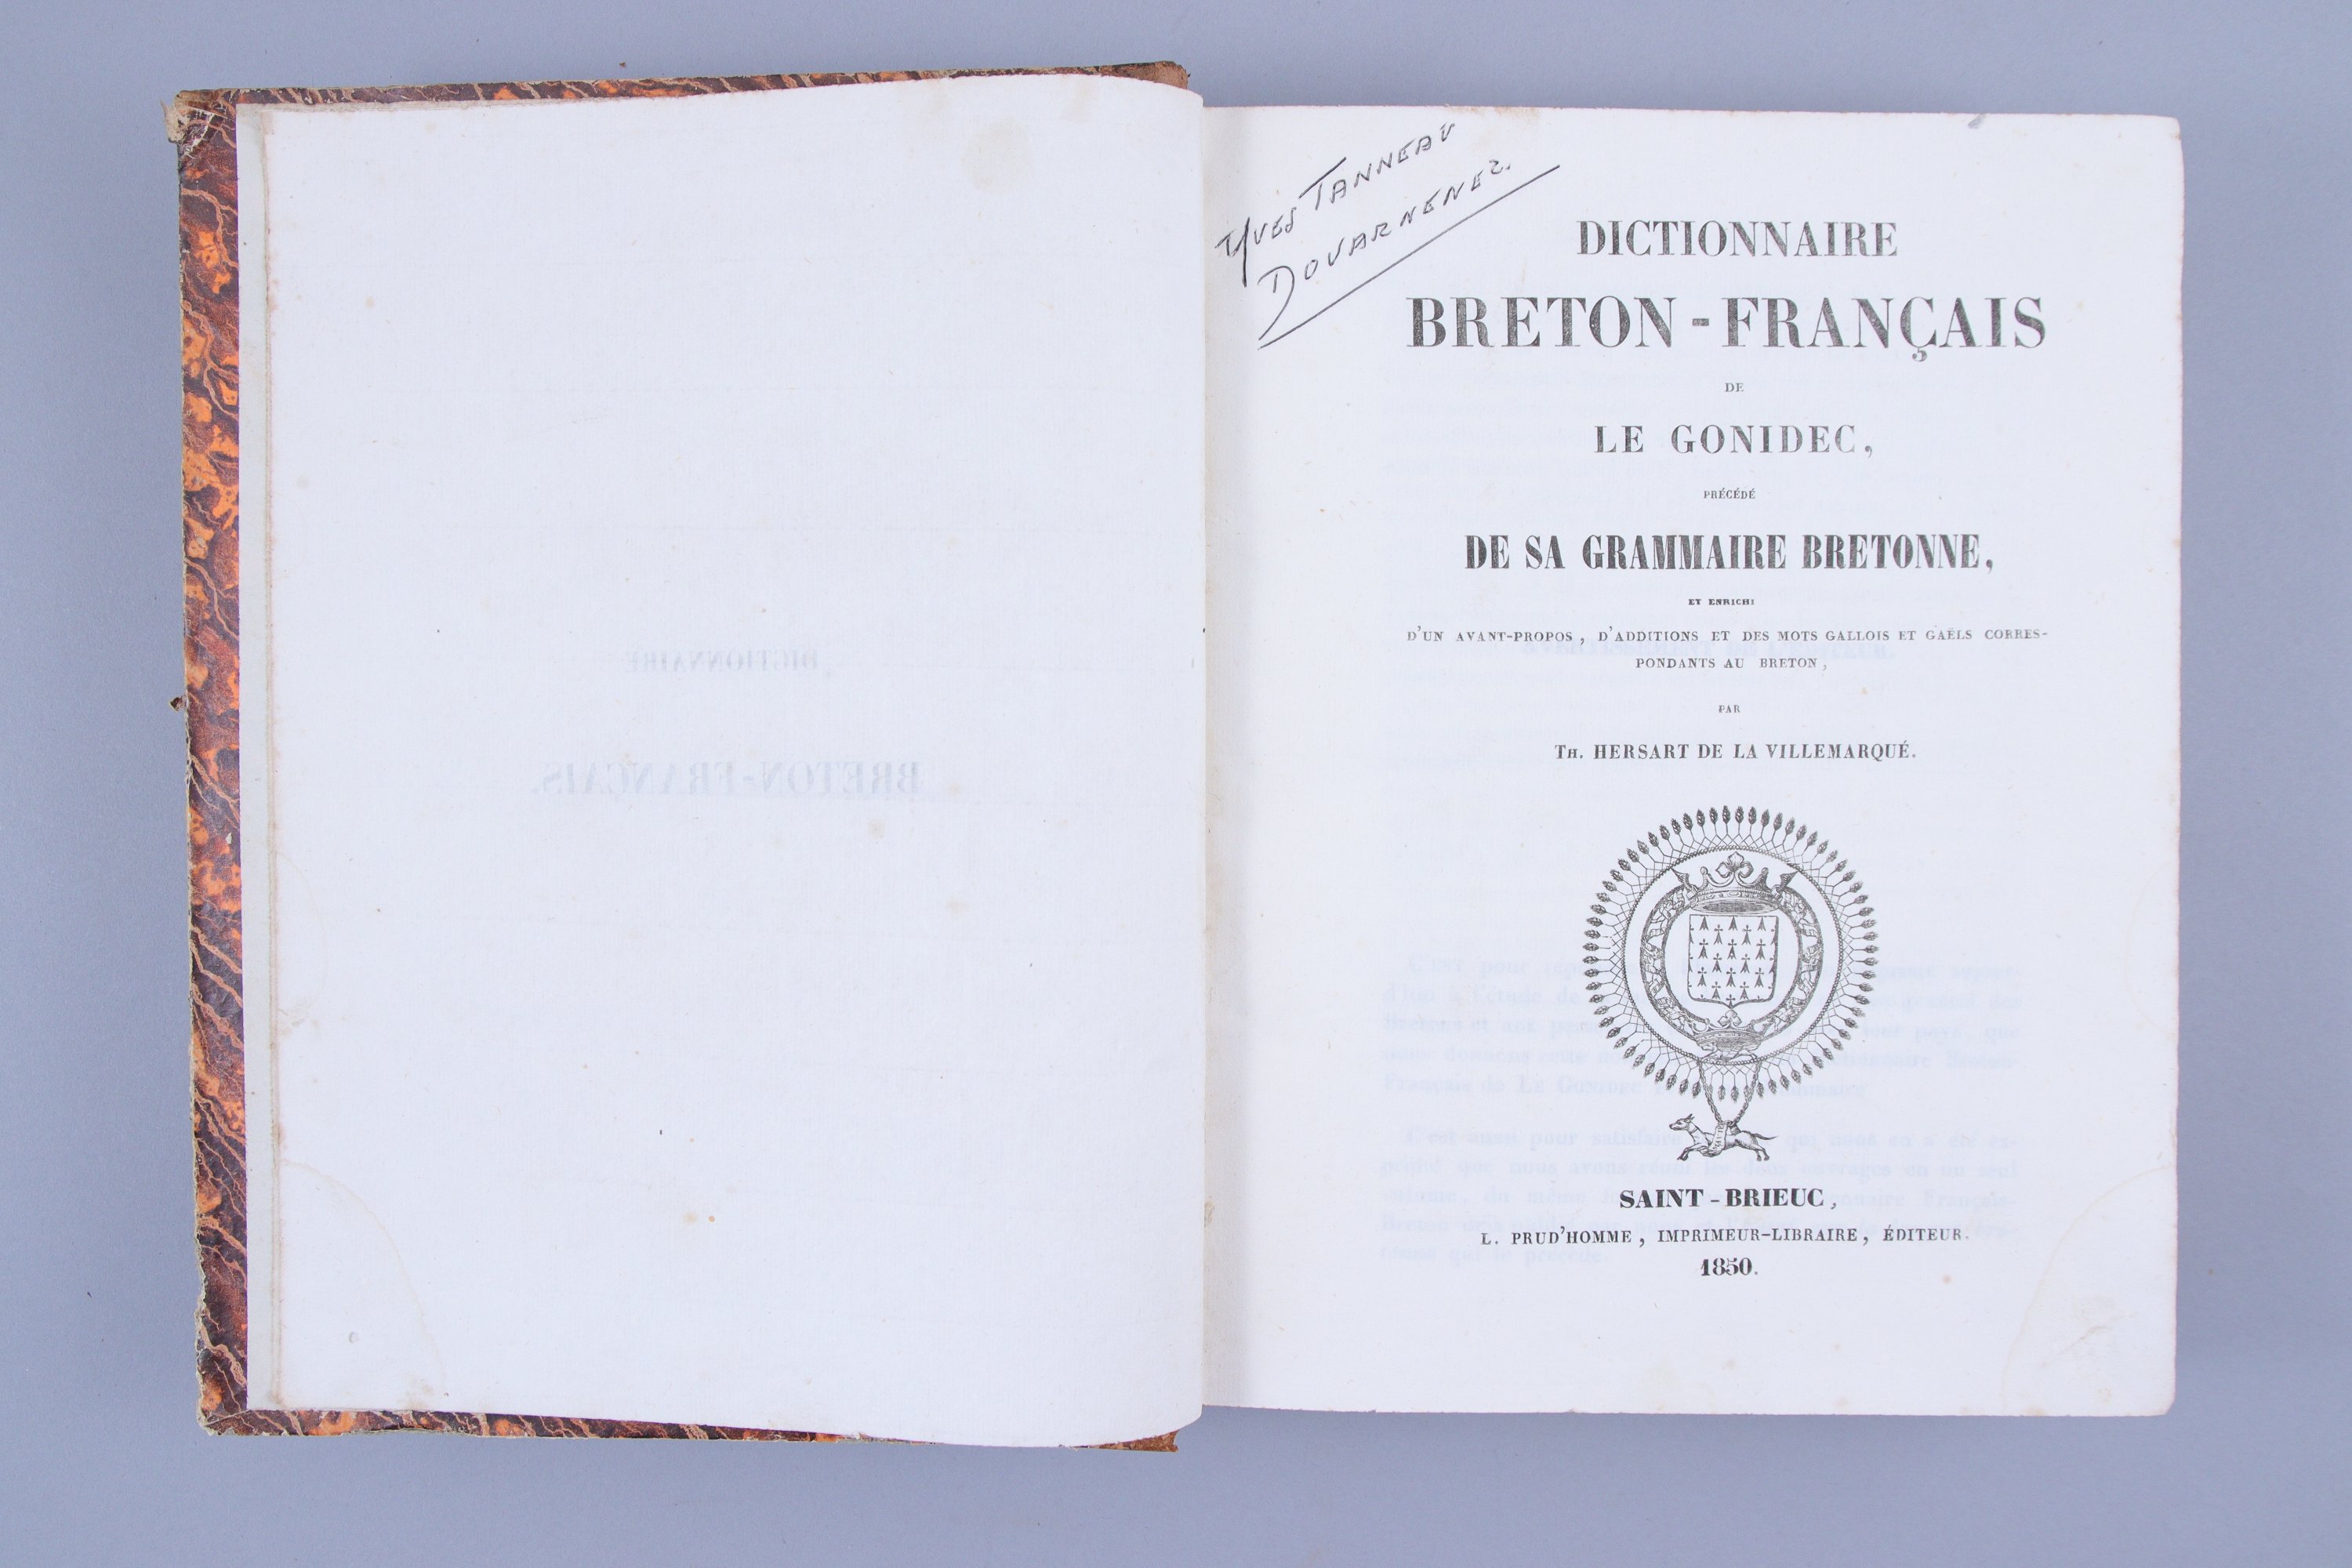 YVES TANNEAU
DOUARNENEZ.
DICTIONNAIRE
BRETON-FRANÇAIS
DE
LE GONIDEC,
PRÉCÉDÉ
DE SA GRAMMAIRE BRETONNE,
ET ENRICHI
D'UN AVANT-PROPOS, D'ADDITIONS ET DES MOTS GALLOIS ET GAËLS CORRES-
PONDANTS AU BRETON,
PAR
TH. HERSART DE LA VILLEMARQUÉ.
SAINT-BRIEUC,
L. PRUD'HOMME, IMPRIMEUR-LIBRAIRE, ÉDITEUR.
1850.